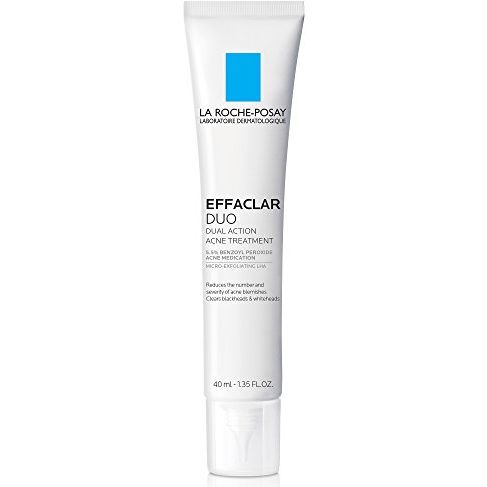 LA ROCHE-POSAY
LABORATOIRE DERMATOLOGIQUE
EFFACLAR
DUO
DUAL ACTION
ACNE TREATMENT
5.5% BENZOYL PEROXIDE
ACNE MEDICATION
MICRO-EXFOLIATING LHA
Reduces the number and
severity of acne blemishes.
Clears blackheads & whiteheads.
40 ml - 1.35 FL.OZ.